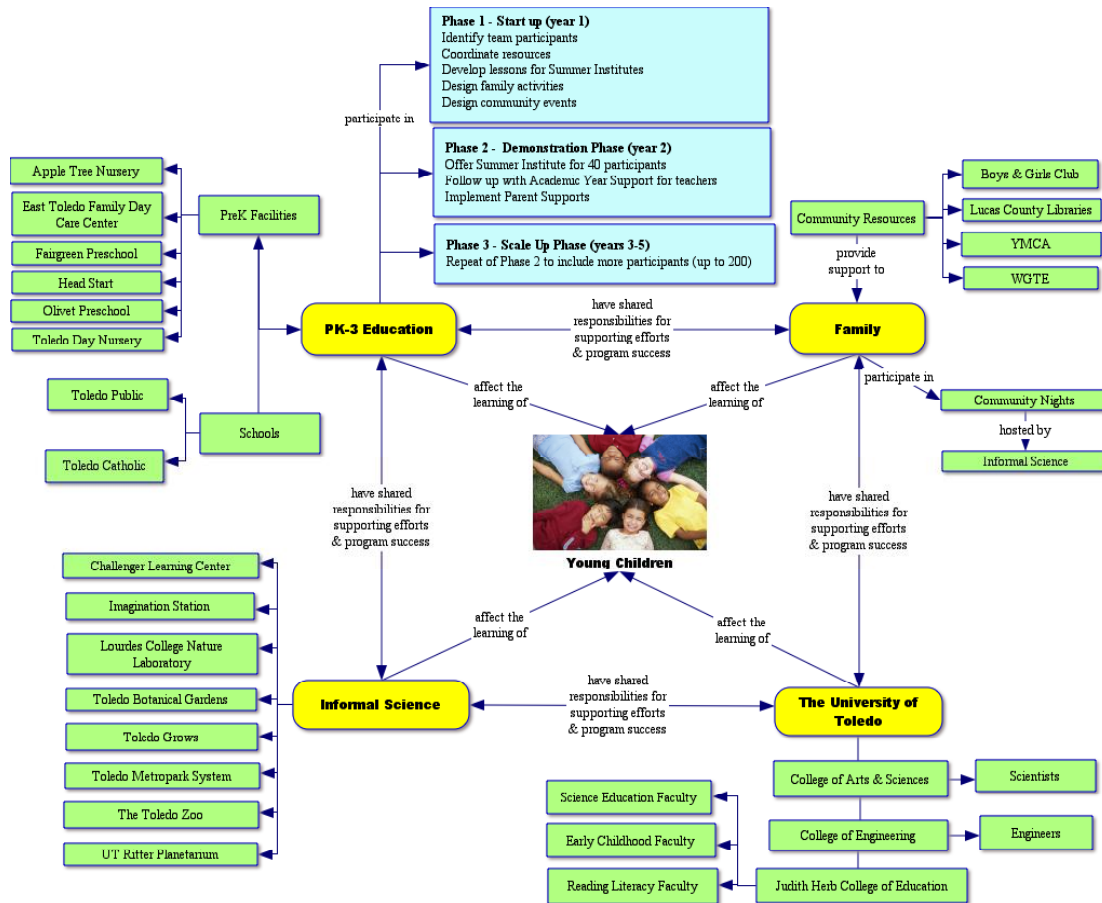 Phase 1 - Start up (year 1)
Identify team participants
Coordinate resources
Develop lessons for Summer Institutes
Design family activities
Design community events
participate in
Phase 2 - Demonstration Phase (year 2)
Offer Summer Institute for 40 participants
Follow up with Academic Year Support for teachers
Implement Parent Supports
Phase 3 - Scale Up Phase (years 3-5)
Repeat of Phase 2 to include more participants (up to 200)
Apple Tree Nursery
East Toledo Family Day
Care Center
Fairgreen Preschool
Head Start
Olivet Preschool
Toledo Day Nursery
PreK Facilities
Toledo Public
Toledo Catholic
Schools
Community Resources
Boys & Girls Club
Lucas County Libraries
YMCA
WGTE
provide
support to
PK-3 Education
have shared
responsibilities for
supporting efforts
& program success
Family
affect the
learning of
affect the
learning of
participate in
Community Nights
hosted by
Informal Science
have shared
responsibilities for
supporting efforts
& program success
Young Children
have shared
responsibilities for
supporting efforts
& program success
affect the
learning of
affect the
learning of
Challenger Learning Center
Imagination Station
Lourdes College Nature
Laboratory
Toledo Botanical Gardens
Toledo Grows
Toledo Metropark System
The Toledo Zoo
UT Ritter Planetarium
Informal Science
have shared
responsibilities for
supporting efforts
& program success
The University of
Toledo
College of Arts & Sciences
Scientists
College of Engineering
Engineers
Judith Herb College of Education
Science Education Faculty
Early Childhood Faculty
Reading Literacy Faculty